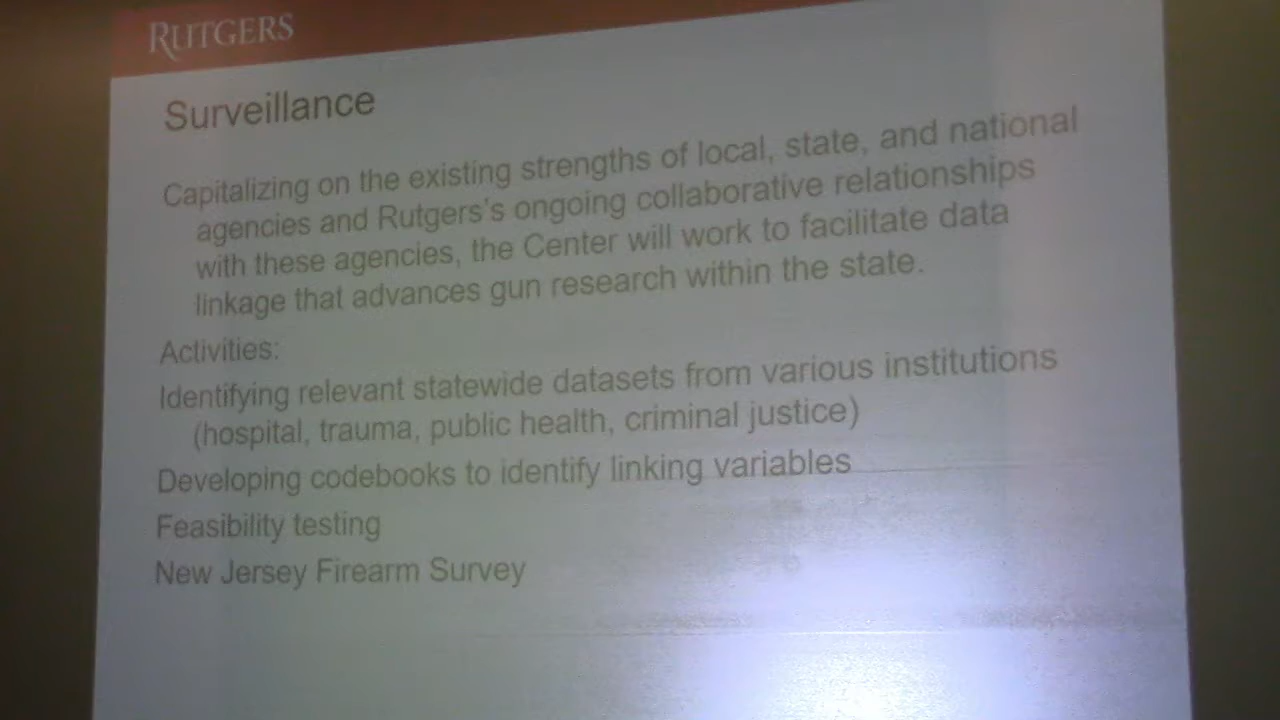 RUTGERS
Surveillance
Capitalizing on the existing strengths of local, state, and national
agencies and Rutgers's ongoing collaborative relationships
with these agencies, the Center will work to facilitate data
linkage that advances gun research within the state.
Activities:
Identifying relevant statewide datasets from various institutions
(hospital, trauma, public health, criminal justice)
Developing codebooks to identify linking variables
Feasibility testing
New Jersey Firearm Survey